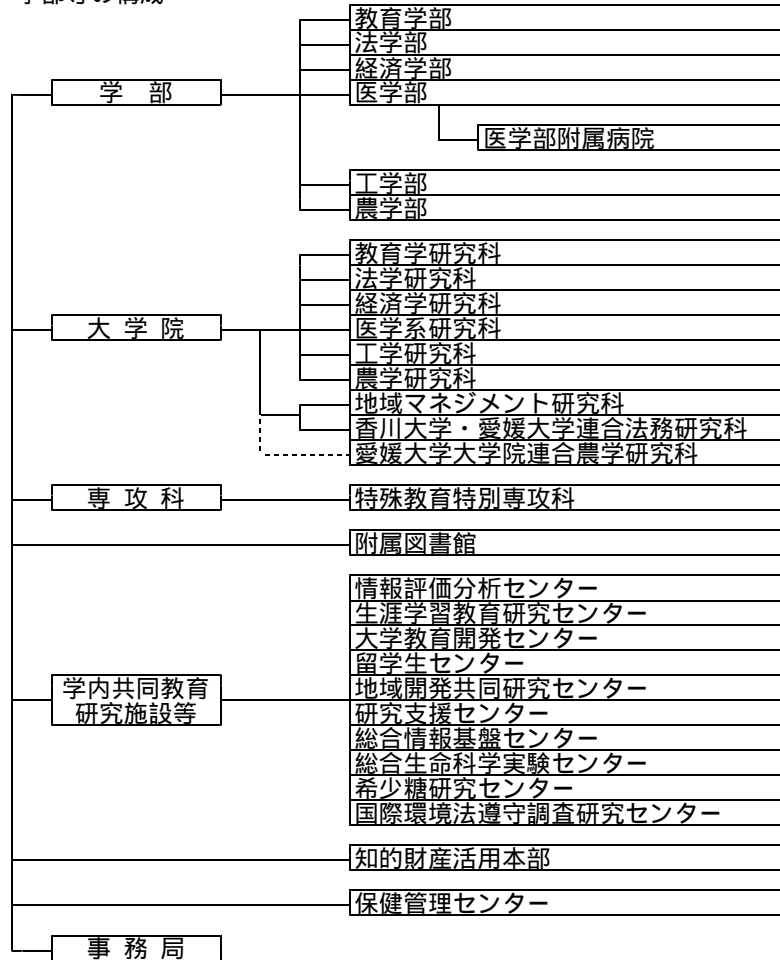 学部等の構成
教育学部
法学部
経済学部
学 部
医学部
医学部附属病院
工学部
農学部
教育学研究科
法学研究科
経済学研究科
大 学 院
医学系研究科
工学研究科
農学研究科
地域マネジメント研究科
香川大学・愛媛大学連合法務研究科
愛媛大学大学院連合農学研究科
専 攻 科
特殊教育特別専攻科
附属図書館
情報評価分析センター
生涯学習教育研究センター
大学教育開発センター
留学生センター
学内共同教育
研究施設等
地域開発共同研究センター
研究支援センター
総合情報基盤センター
総合生命科学実験センター
希少糖研究センター
国際環境法遵守調査研究センター
知的財産活用本部
保健管理センター
事 務 局